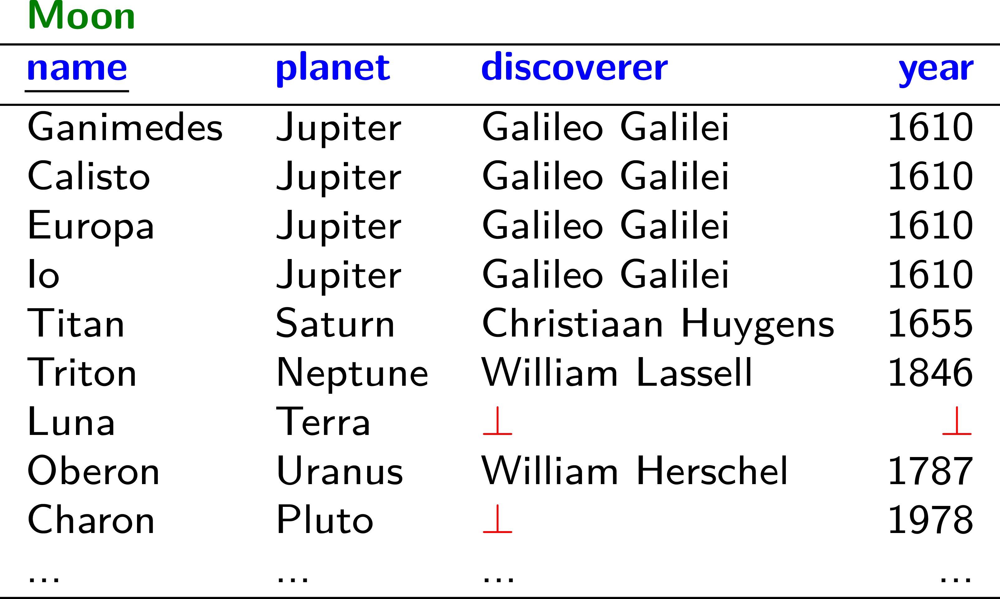 Moon
name planet discoverer year
Ganimedes Jupiter Galileo Galilei 1610
Calisto Jupiter Galileo Galilei 1610
Europa Jupiter Galileo Galilei 1610
Io Jupiter Galileo Galilei 1610
Titan Saturn Christiaan Huygens 1655
Triton Neptune William Lassell 1846
Luna Terra ⊥ ⊥
Oberon Uranus William Herschel 1787
Charon Pluto ⊥ 1978
... ... ... ...